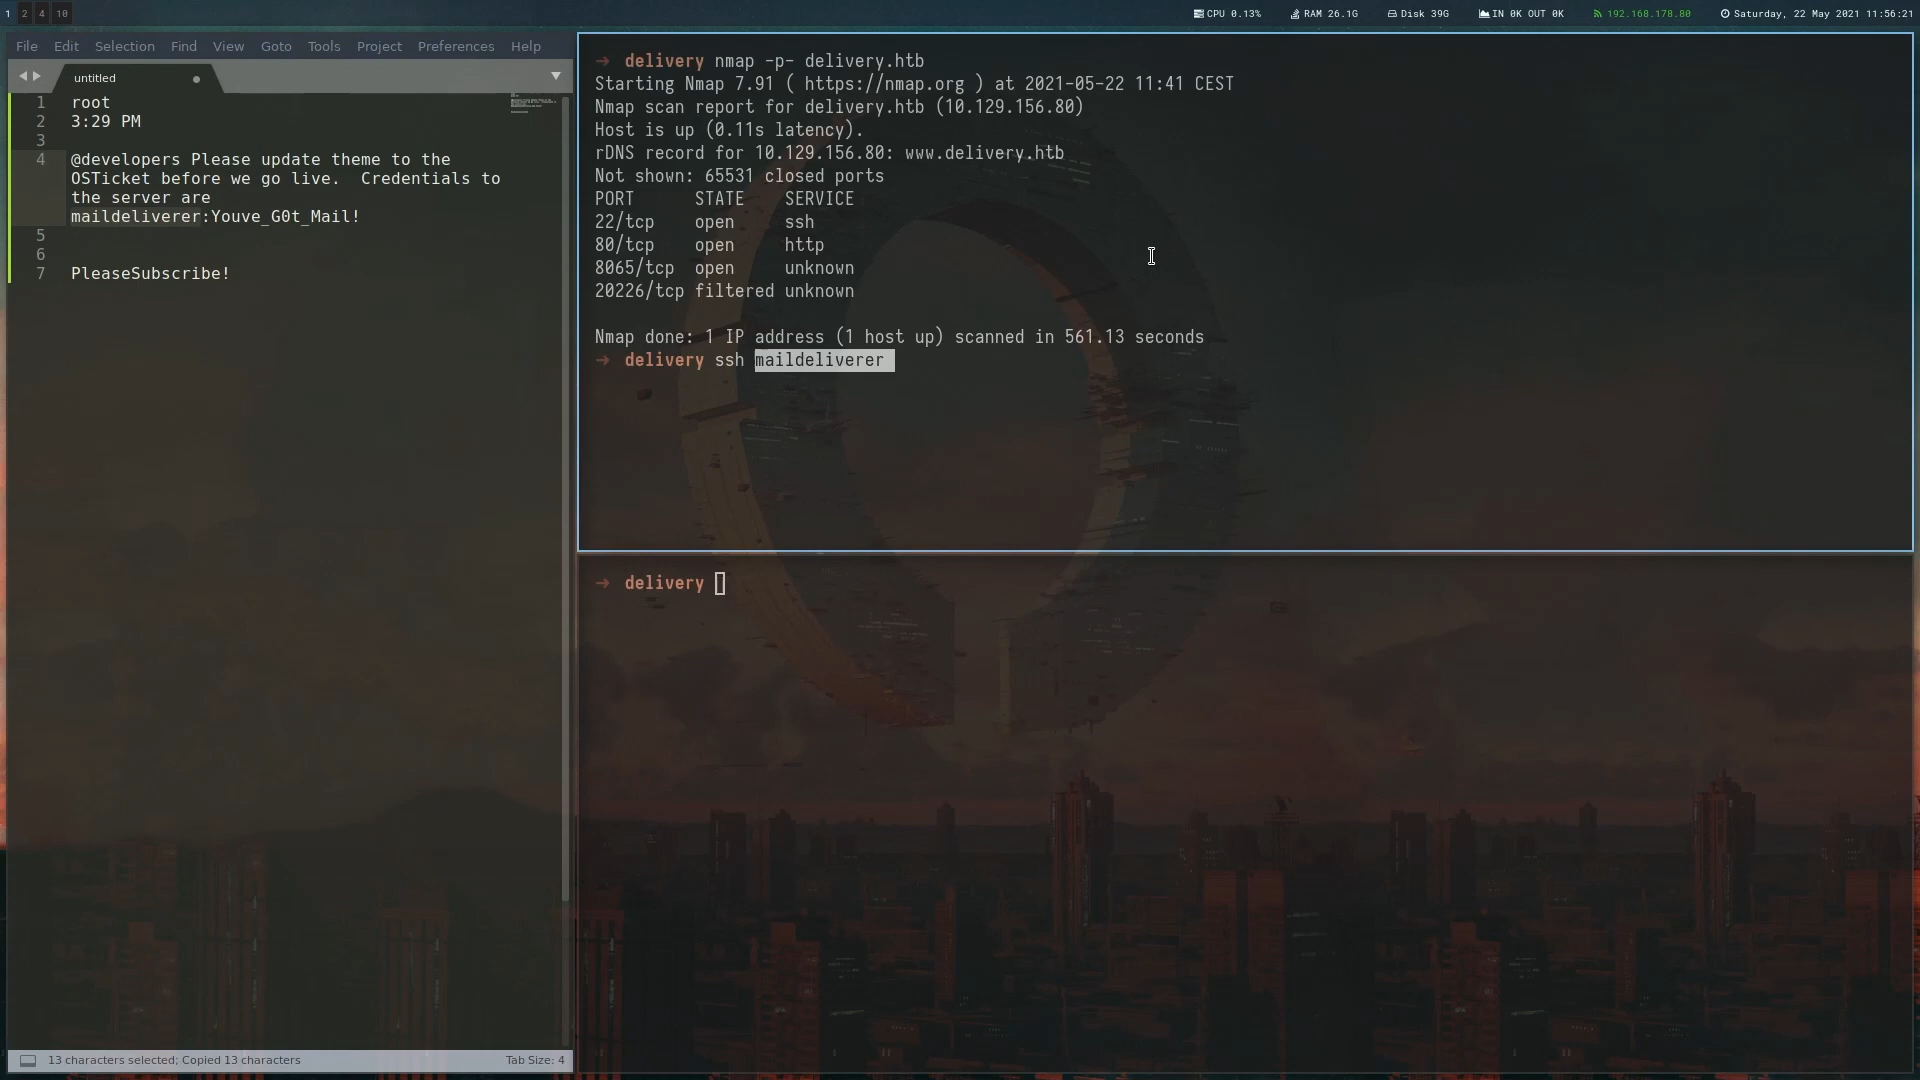 1 2 4 10 CPU 0.13% RAM 26.1G Disk 39G IN 0K OUT 0K 192.168.178.80 Saturday, 22 May 2021 11:56:21
File Edit Selection Find View Goto Tools Project Preferences Help
untitled
1 root
2 3:29 PM
3
4 @developers Please update theme to the
OSTicket before we go live.  Credentials to
the server are
maildeliverer:Youve_G0t_Mail!
5
6
7 PleaseSubscribe!
13 characters selected; Copied 13 characters Tab Size: 4
→ delivery nmap -p- delivery.htb
Starting Nmap 7.91 ( https://nmap.org ) at 2021-05-22 11:41 CEST
Nmap scan report for delivery.htb (10.129.156.80)
Host is up (0.11s latency).
rDNS record for 10.129.156.80: www.delivery.htb
Not shown: 65531 closed ports
PORT STATE SERVICE
22/tcp open ssh
80/tcp open http
8065/tcp open unknown
20226/tcp filtered unknown
Nmap done: 1 IP address (1 host up) scanned in 561.13 seconds
→ delivery ssh maildeliverer
→ delivery